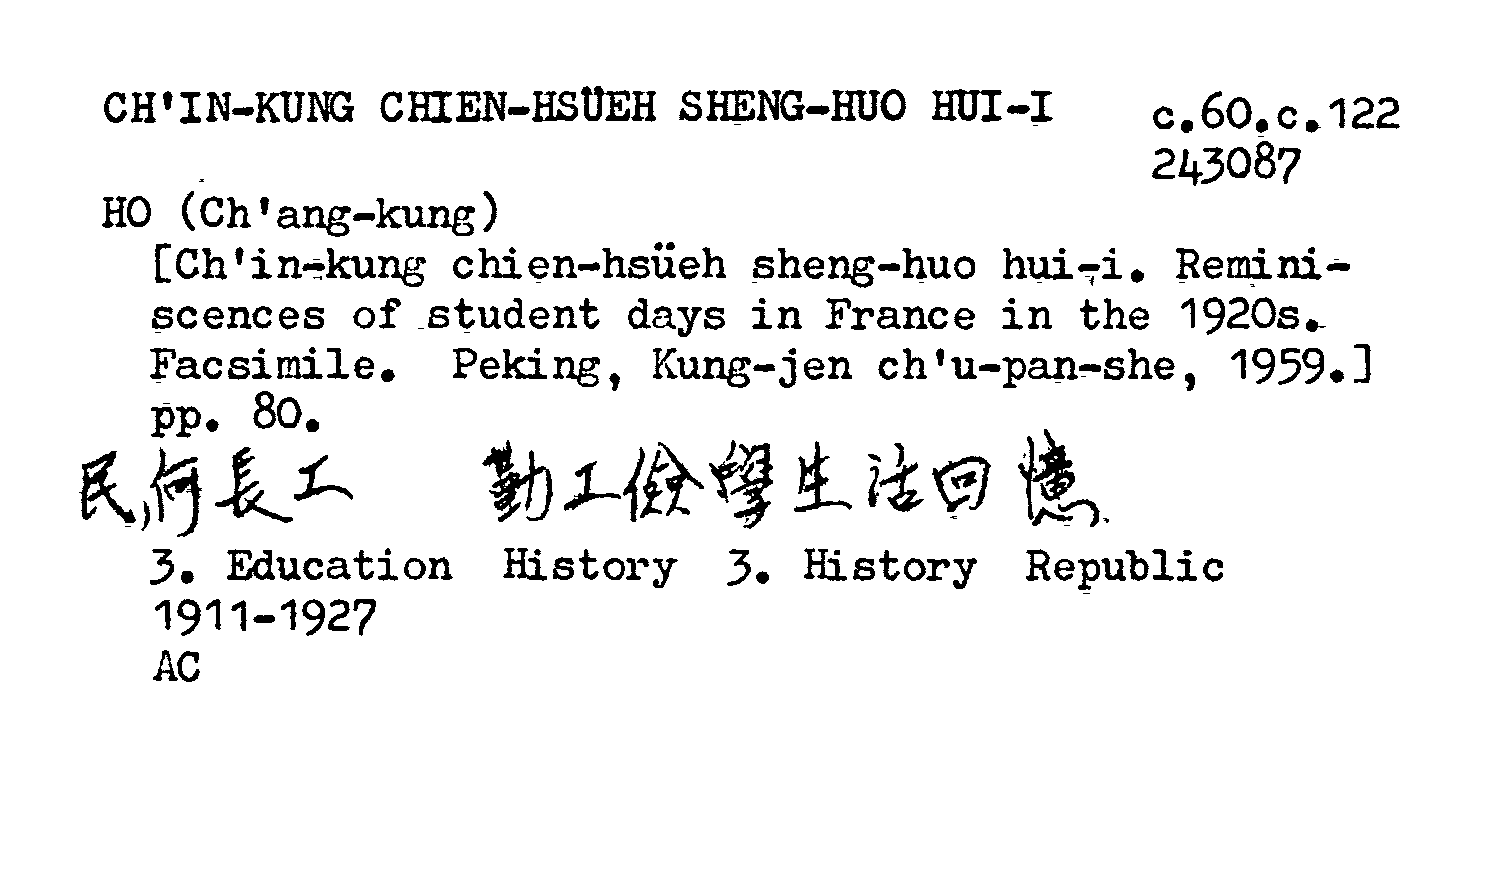 CH'IN-KUNG CHIEN-HSÜEH SHENG-HUO HUI-I c.60.c.122
243087
HO (Ch'ang-kung)
[Ch'in-kung chien-hsüeh sheng-huo hui-i. Remini-
scences of student days in France in the 1920s.
Facsimile. Peking, Kung-jen ch'u-pan-she, 1959.]
pp. 80.
民,何長工 勤工儉學生活回憶
3. Education History 3. History Republic
1911-1927
AC